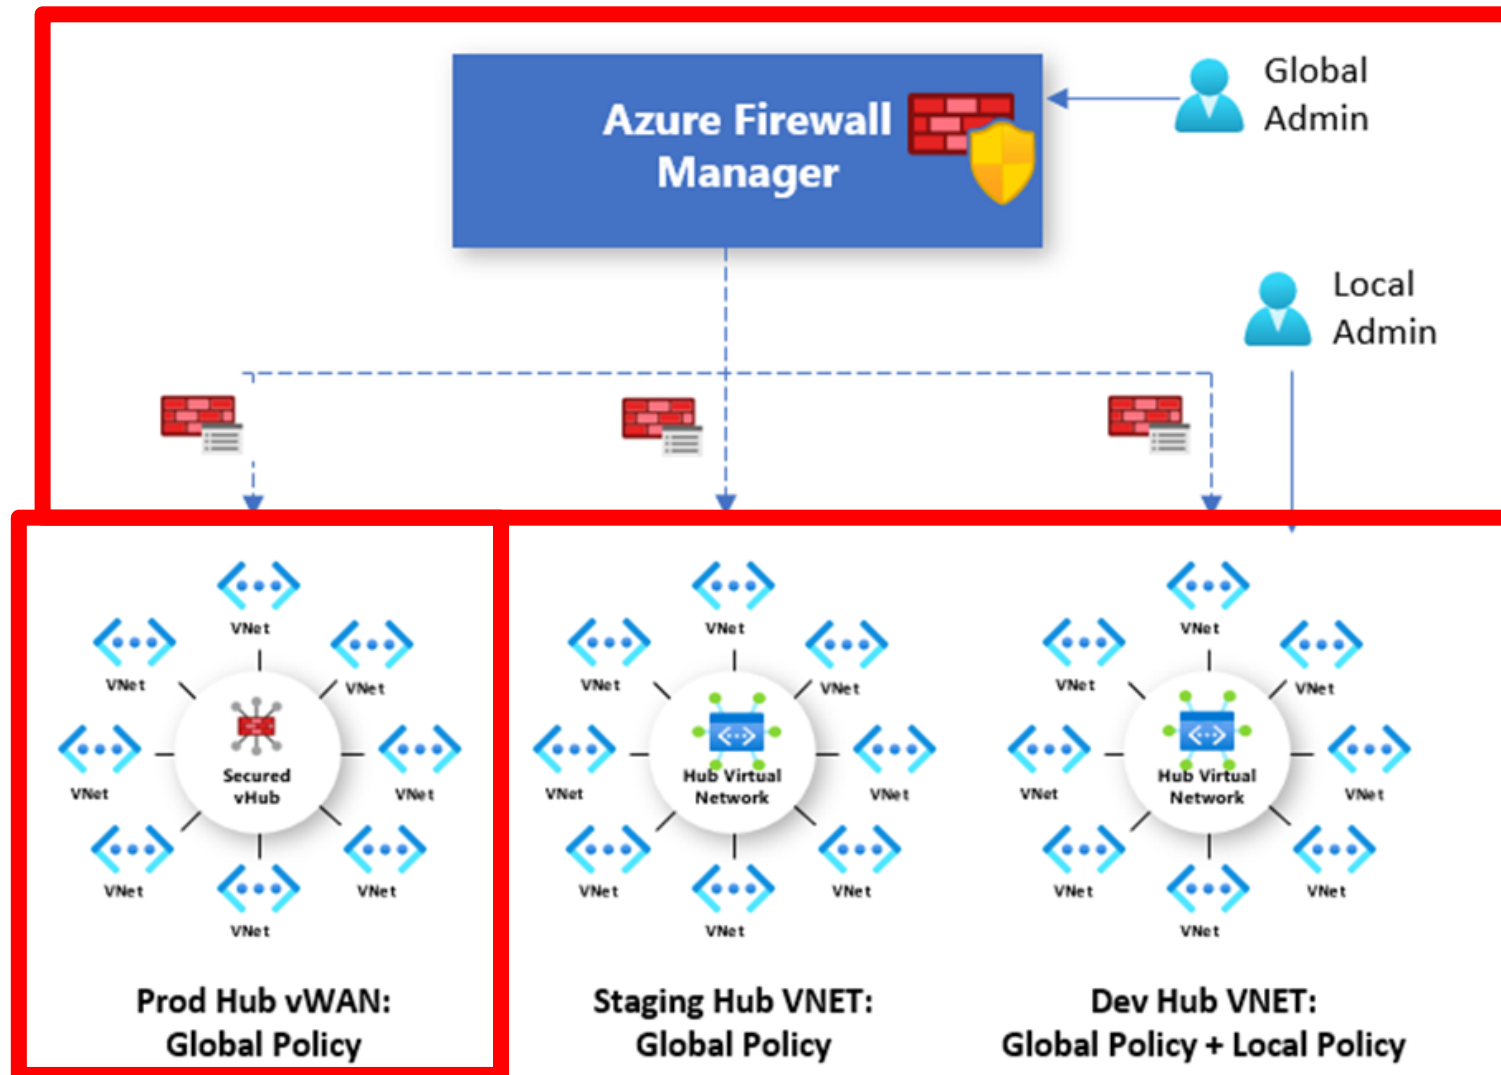 Azure Firewall
Manager
Global
Admin
Local
Admin
VNet
VNet
VNet
VNet
VNet
VNet
VNet
VNet
Secured
vHub
Prod Hub vWAN:
Global Policy
VNet
VNet
VNet
VNet
VNet
VNet
VNet
VNet
Hub Virtual
Network
Staging Hub VNET:
Global Policy
VNet
VNet
VNet
VNet
VNet
VNet
VNet
VNet
Hub Virtual
Network
Dev Hub VNET:
Global Policy + Local Policy